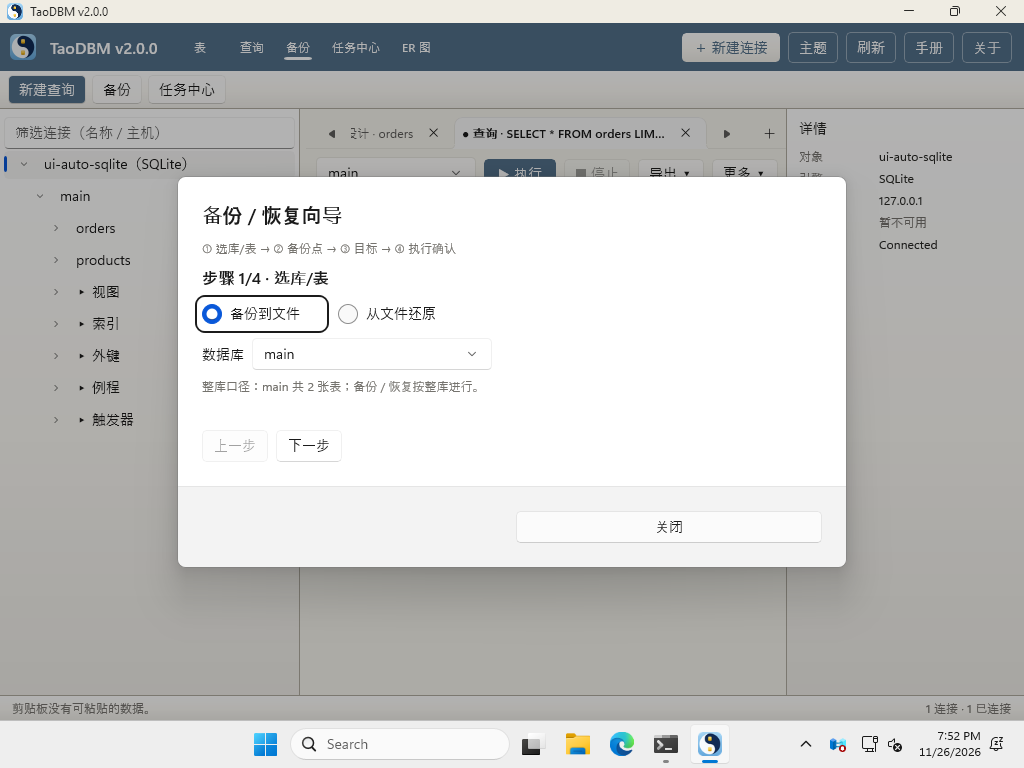 TaoDBM v2.0.0
TaoDBM v2.0.0
表
查询
备份
任务中心
ER 图
＋ 新建连接
主题
刷新
手册
关于
新建查询
备份
任务中心
筛选连接（名称 / 主机）
ui-auto-sqlite（SQLite）
main
orders
products
视图
索引
外键
例程
触发器
· orders
● 查询 · SELECT * FROM orders LIM...
main
执行
停止
导出
更多
详情
对象
ui-auto-sqlite
SQLite
127.0.0.1
暂不可用
Connected
备份 / 恢复向导
① 选库/表 → ② 备份点 → ③ 目标 → ④ 执行确认
步骤 1/4 · 选库/表
备份到文件
从文件还原
数据库
main
整库口径：main 共 2 张表；备份 / 恢复按整库进行。
上一步
下一步
关闭
剪贴板没有可粘贴的数据。
1 连接 · 1 已连接
Search
7:52 PM
11/26/2026